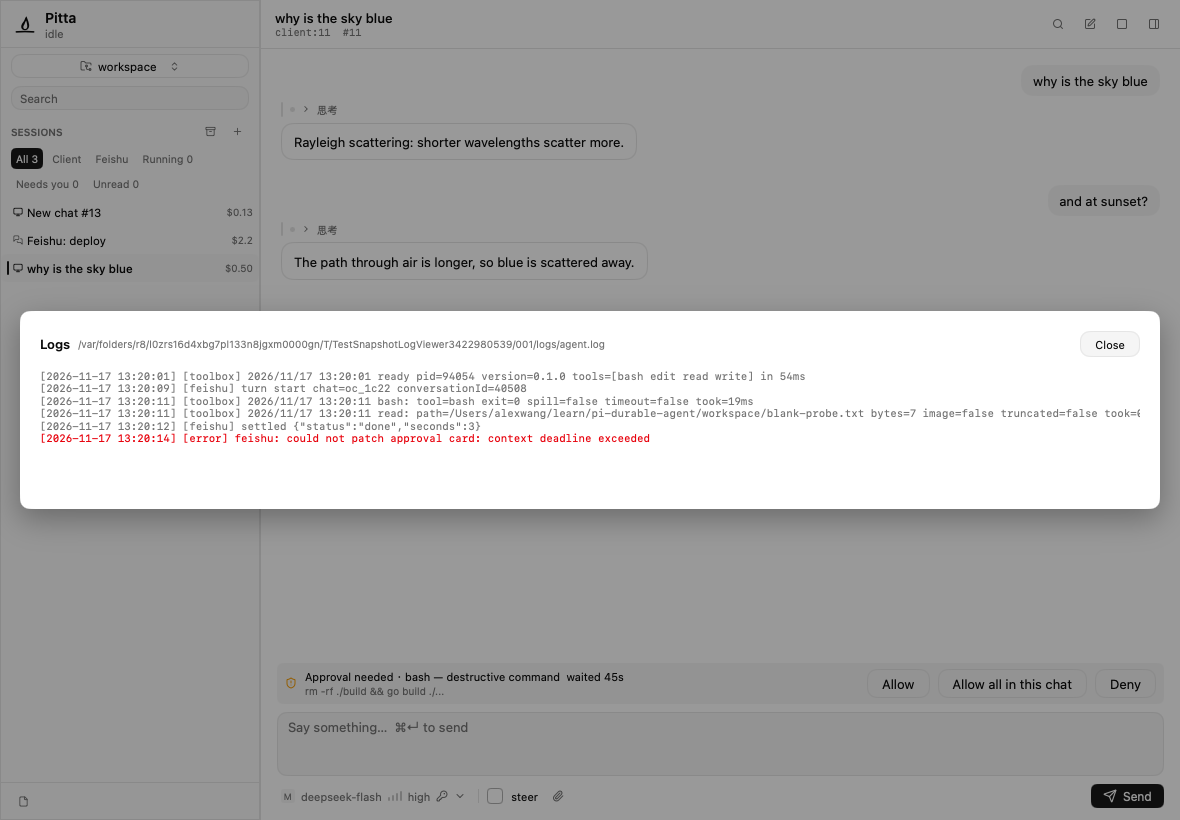 Pitta
idle
workspace
Search
SESSIONS
All 3 Client Feishu Running 0
Needs you 0 Unread 0
New chat #13 $0.13
Feishu: deploy $2.2
why is the sky blue $0.50
why is the sky blue
client:11 #11
why is the sky blue
思考
Rayleigh scattering: shorter wavelengths scatter more.
and at sunset?
思考
The path through air is longer, so blue is scattered away.
Logs /var/folders/r8/l0zrs16d4xbg7pl133n8jgxm0000gn/T/TestSnapshotLogViewer3422980539/001/logs/agent.log
Close
[2026-11-17 13:20:01] [toolbox] 2026/11/17 13:20:01 ready pid=94054 version=0.1.0 tools=[bash edit read write] in 54ms
[2026-11-17 13:20:09] [feishu] turn start chat=oc_1c22 conversationId=40508
[2026-11-17 13:20:11] [toolbox] 2026/11/17 13:20:11 bash: tool=bash exit=0 spill=false timeout=false took=19ms
[2026-11-17 13:20:11] [toolbox] 2026/11/17 13:20:11 read: path=/Users/alexwang/learn/pi-durable-agent/workspace/blank-probe.txt bytes=7 image=false truncated=false took=
[2026-11-17 13:20:12] [feishu] settled {"status":"done","seconds":3}
[2026-11-17 13:20:14] [error] feishu: could not patch approval card: context deadline exceeded
Approval needed · bash — destructive command waited 45s
rm -rf ./build && go build ./...
Allow
Allow all in this chat
Deny
Say something... ⌘↵ to send
M deepseek-flash high
steer
Send